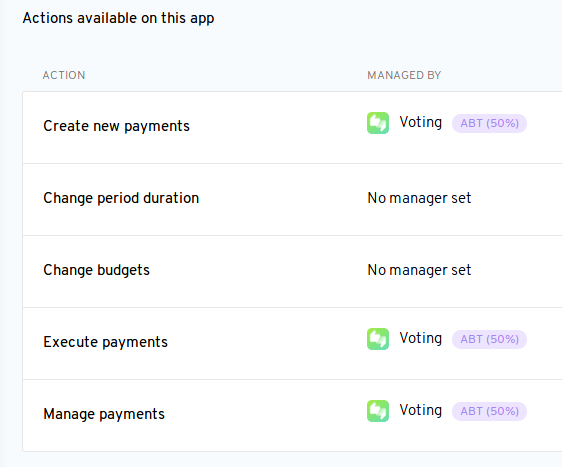 Actions available on this app
ACTION MANAGED BY
Create new payments Voting ABT (50%)
Change period duration No manager set
Change budgets No manager set
Execute payments Voting ABT (50%)
Manage payments Voting ABT (50%)